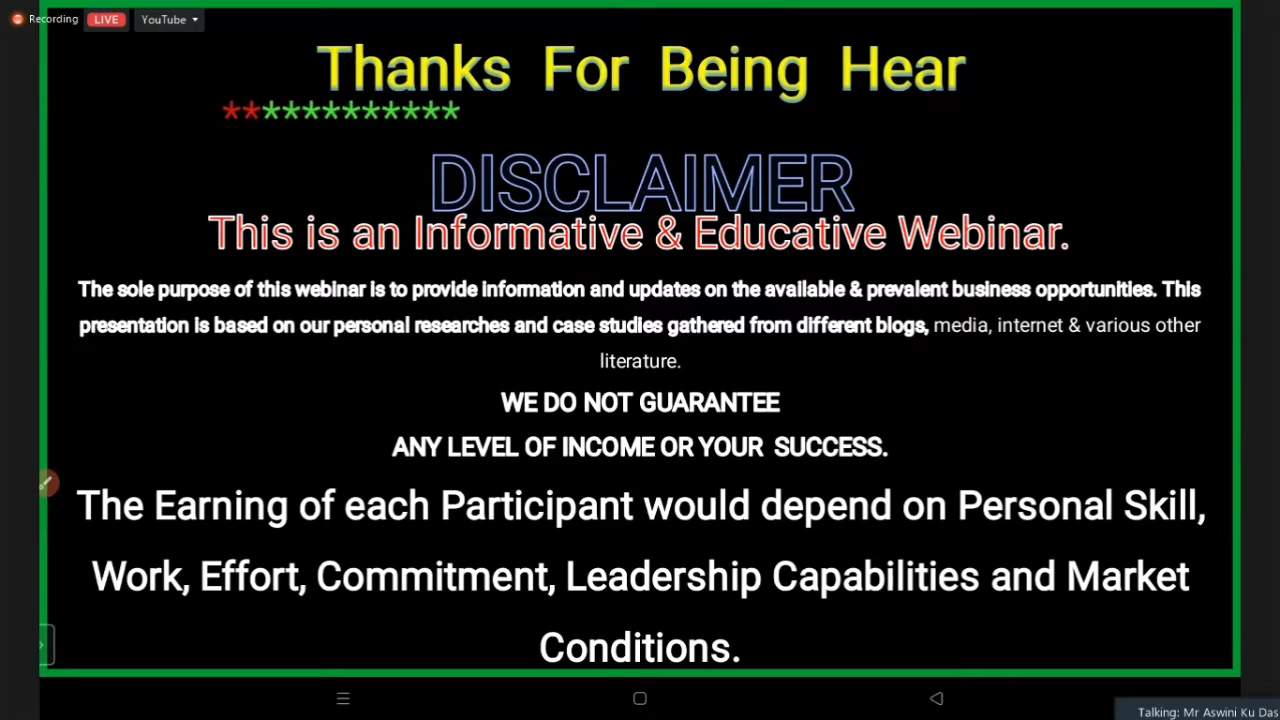 Recording LIVE YouTube
Thanks For Being Hear
************
DISCLAIMER
This is an Informative & Educative Webinar.
The sole purpose of this webinar is to provide information and updates on the available & prevalent business opportunities. This
presentation is based on our personal researches and case studies gathered from different blogs, media, internet & various other
literature.
WE DO NOT GUARANTEE
ANY LEVEL OF INCOME OR YOUR SUCCESS.
The Earning of each Participant would depend on Personal Skill,
Work, Effort, Commitment, Leadership Capabilities and Market
Conditions.
Talking: Mr Aswini Ku Das